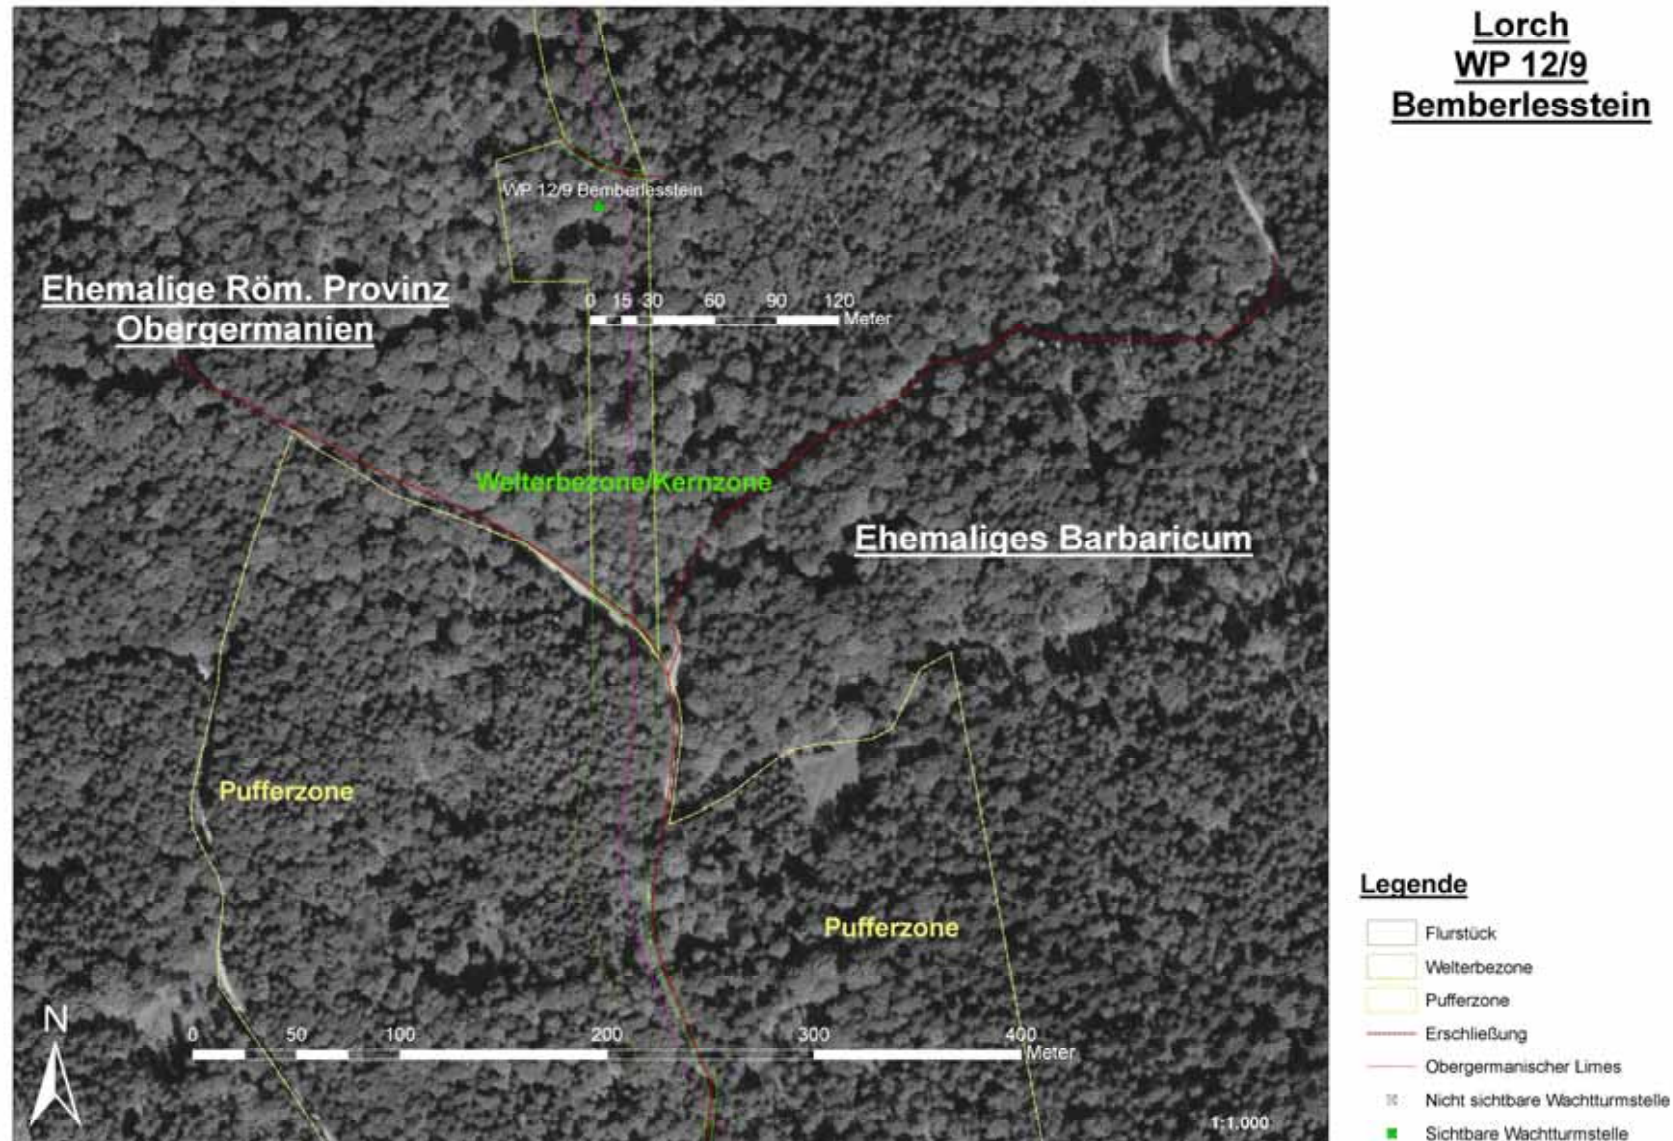 Lorch
WP 12/9
Bemberlesstein
WP 12/9 Bemberlesstein
Ehemalige Röm. Provinz
Obergermanien
0 15 30 60 90 120
Meter
Welterbezone/Kernzone
Ehemaliges Barbaricum
Pufferzone
Pufferzone
N
0 50 100 200 300 400
Meter
1:1.000
Legende
Flurstück
Welterbezone
Pufferzone
Erschließung
Obergermanischer Limes
Nicht sichtbare Wachtturmstelle
Sichtbare Wachtturmstelle